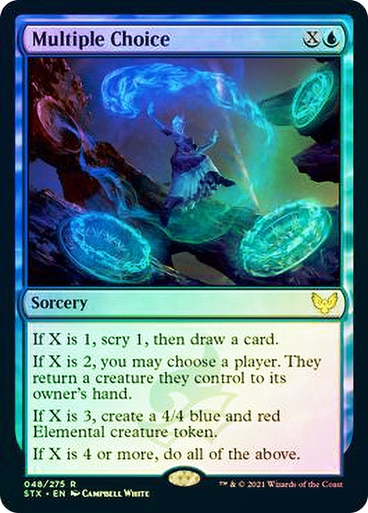 Multiple Choice X
Sorcery
If X is 1, scry 1, then draw a card.
If X is 2, you may choose a player. They
return a creature they control to its
owner's hand.
If X is 3, create a 4/4 blue and red
Elemental creature token.
If X is 4 or more, do all of the above.
048/275 R
STX • EN Campbell White
™ & © 2021 Wizards of the Coast